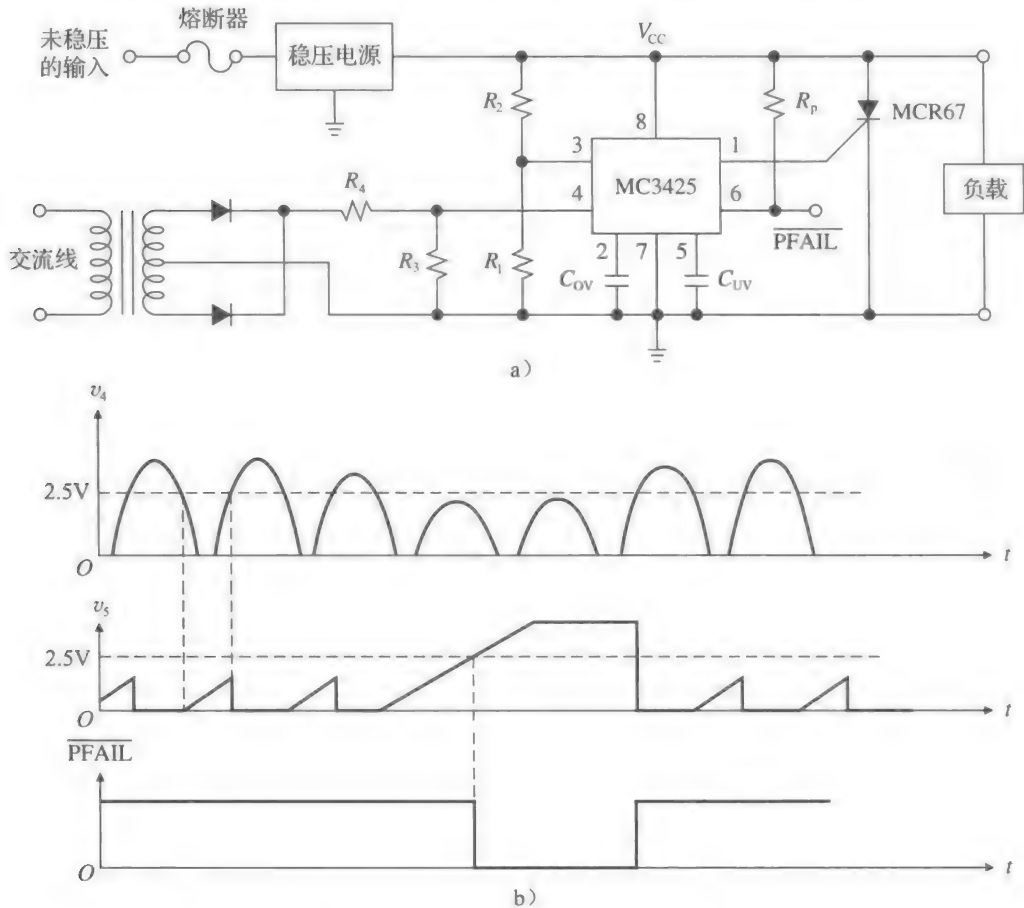 未稳压
的输入
熔断器
稳压电源
V_CC
R_2
R_p
MCR67
8
3
1
MC3425
4
6
负载
R_4
PFAIL
交流线
R_3
R_1
2
7
5
C_OV
C_UV
a）
v_4
2.5V
O
t
v_5
2.5V
O
t
PFAIL
O
t
b）